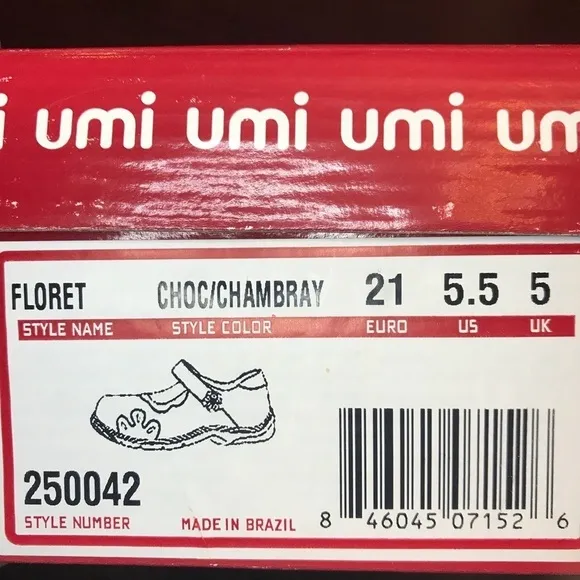 i umi umi umi um
FLORET CHOC/CHAMBRAY 21 5.5 5
STYLE NAME STYLE COLOR EURO US UK
250042
STYLE NUMBER MADE IN BRAZIL 8 46045 07152 6